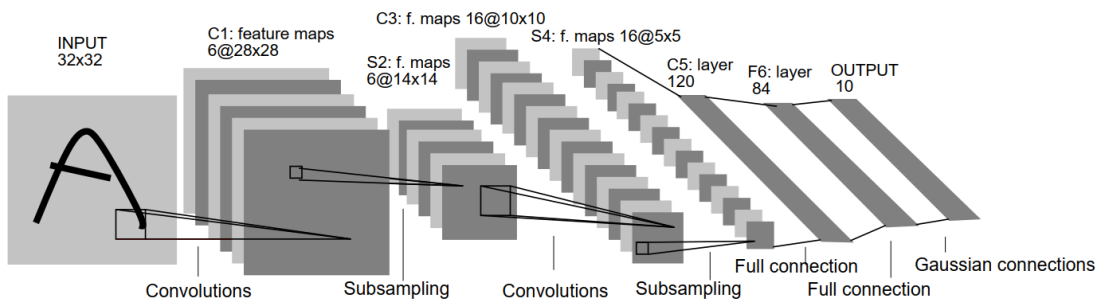 INPUT
32x32
C1: feature maps
6@28x28
S2: f. maps
6@14x14
C3: f. maps 16@10x10
S4: f. maps 16@5x5
C5: layer
120
F6: layer
84
OUTPUT
10
Convolutions
Subsampling
Convolutions
Subsampling
Full connection
Full connection
Gaussian connections